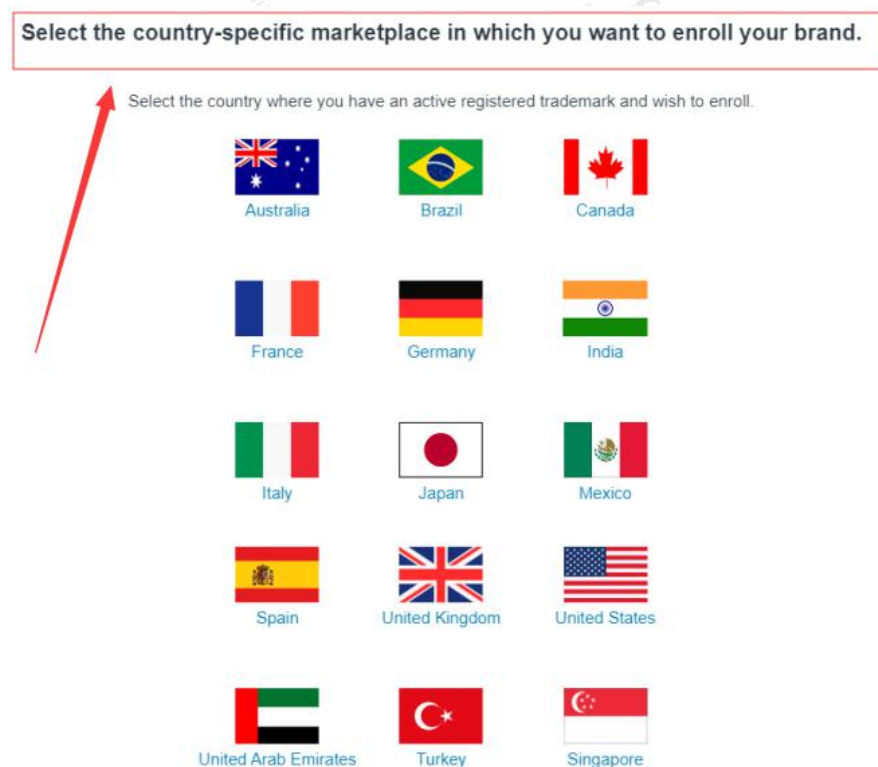 Select the country-specific marketplace in which you want to enroll your brand.
Select the country where you have an active registered trademark and wish to enroll.
Australia Brazil Canada
France Germany India
Italy Japan Mexico
Spain United Kingdom United States
United Arab Emirates Turkey Singapore